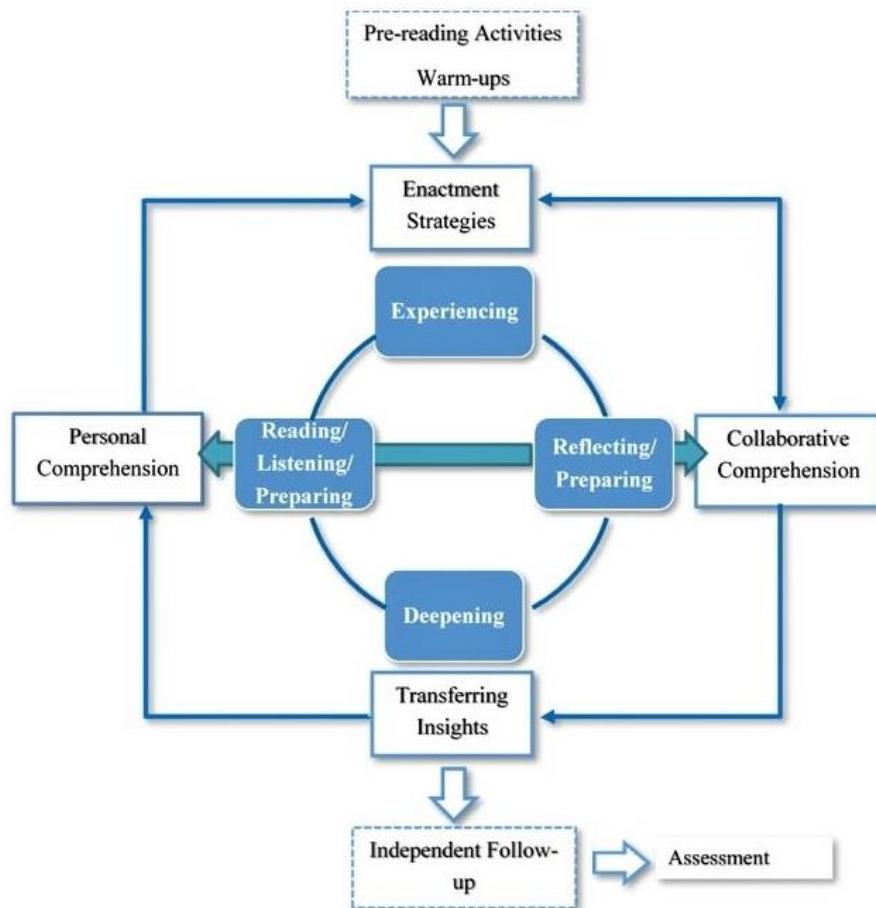 Pre-reading Activities
Warm-ups
Enactment
Strategies
Experiencing
Personal
Comprehension
Reading/
Listening/
Preparing
Reflecting/
Preparing
Collaborative
Comprehension
Deepening
Transferring
Insights
Independent Follow-
up
Assessment